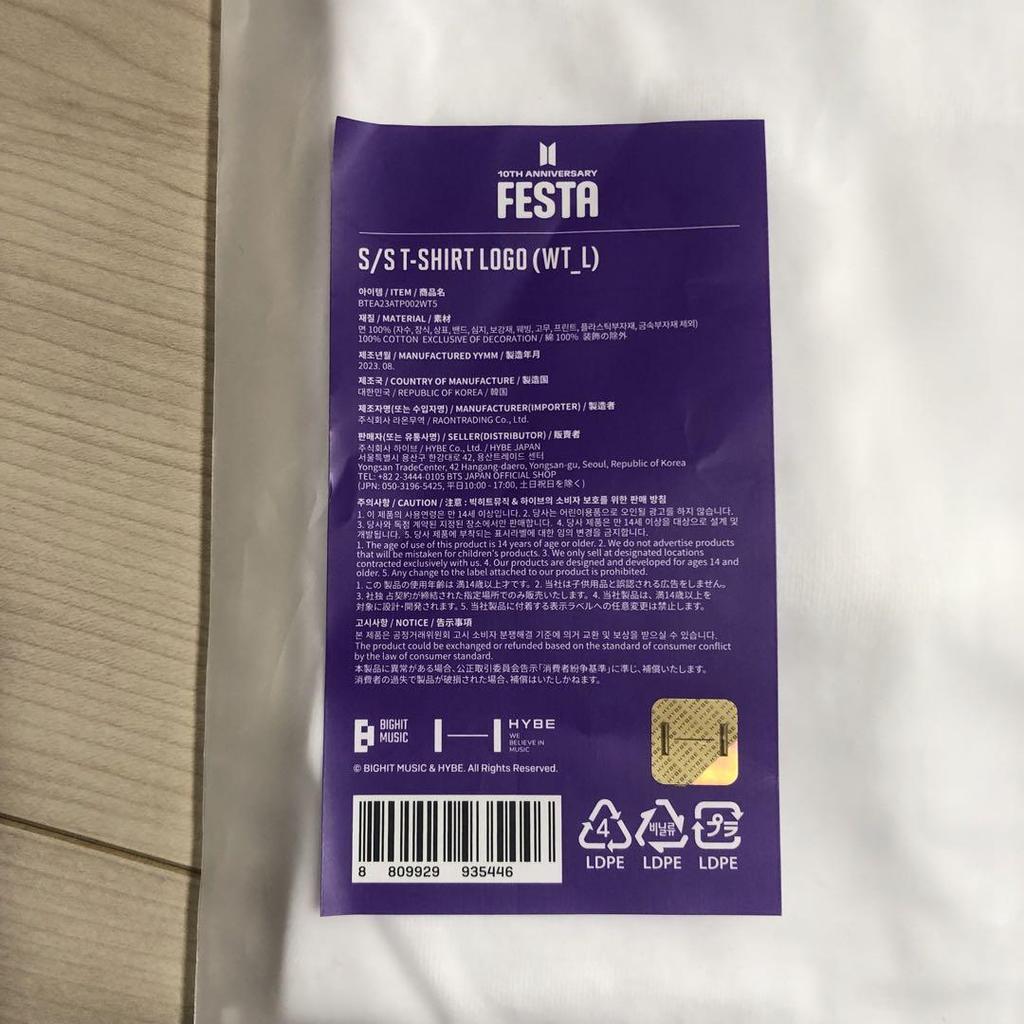 10TH ANNIVERSARY
FESTA
S/S T-SHIRT LOGO (WT_L)
아이템 / ITEM / 商品名
BTEA23ATP002WT5
재질 / MATERIAL / 素材
면 100% (자수, 장식, 상표, 밴드, 심지, 보강재, 웨빙, 고무, 프린트, 플라스틱부자재, 금속부자재 제외)
100% COTTON EXCLUSIVE OF DECORATION / 綿 100% 装飾の除外
제조년월 / MANUFACTURED YYMM / 製造年月
2023. 08.
제조국 / COUNTRY OF MANUFACTURE / 製造国
대한민국 / REPUBLIC OF KOREA / 韓国
제조자명(또는 수입자명) / MANUFACTURER(IMPORTER) / 製造者
주식회사 라온무역 / RAONTRADING Co., Ltd.
판매자(또는 유통사명) / SELLER(DISTRIBUTOR) / 販売者
주식회사 하이브 / HYBE Co., Ltd. / HYBE JAPAN
서울특별시 용산구 한강대로 42, 용산트레이드 센터
Yongsan TradeCenter, 42 Hangang-daero, Yongsan-gu, Seoul, Republic of Korea
TEL: +82 2-3444-0105 BTS JAPAN OFFICIAL SHOP
(JPN: 050-3196-5425, 平日10:00 - 17:00, 土日祝日を除く)
주의사항 / CAUTION / 注意 : 빅히트뮤직 & 하이브의 소비자 보호를 위한 판매 방침
1. 이 제품의 사용연령은 만 14세 이상입니다. 2. 당사는 어린이용품으로 오인될 광고를 하지 않습니다.
3. 당사와 독점 계약된 지정된 장소에서만 판매합니다. 4. 당사 제품은 만 14세 이상을 대상으로 설계 및
개발됩니다. 5. 당사 제품에 부착되는 표시라벨에 대한 임의 변경을 금지합니다.
1. The age of use of this product is 14 years of age or older. 2. We do not advertise products
that will be mistaken for children's products. 3. We only sell at designated locations
contracted exclusively with us. 4. Our products are designed and developed for ages 14 and
older. 5. Any change to the label attached to our product is prohibited.
1. この 製品の使用年齢は 満14歳以上才です。2. 当社は子供用品と誤認される広告をしません。
3. 社独 占契約が締結された指定場所でのみ販売いたします。4. 当社製品は、満14歳以上を
対象に設計・開発されます。5. 当社製品に付着する表示ラベルへの任意変更は禁止します。
고시사항 / NOTICE / 告示事項
본 제품은 공정거래위원회 고시 소비자 분쟁해결 기준에 의거 교환 및 보상을 받으실 수 있습니다.
The product could be exchanged or refunded based on the standard of consumer conflict
by the law of consumer standard.
本製品に異常がある場合、公正取引委員会告示「消費者紛争基準」に準じ、補償いたします。
消費者の過失で製品が破損された場合、補償はいたしかねます。
BIGHIT
MUSIC
HYBE
WE
BELIEVE IN
MUSIC
© BIGHIT MUSIC & HYBE. All Rights Reserved.
8 809929 935446
4 비닐류 プラ
LDPE LDPE LDPE